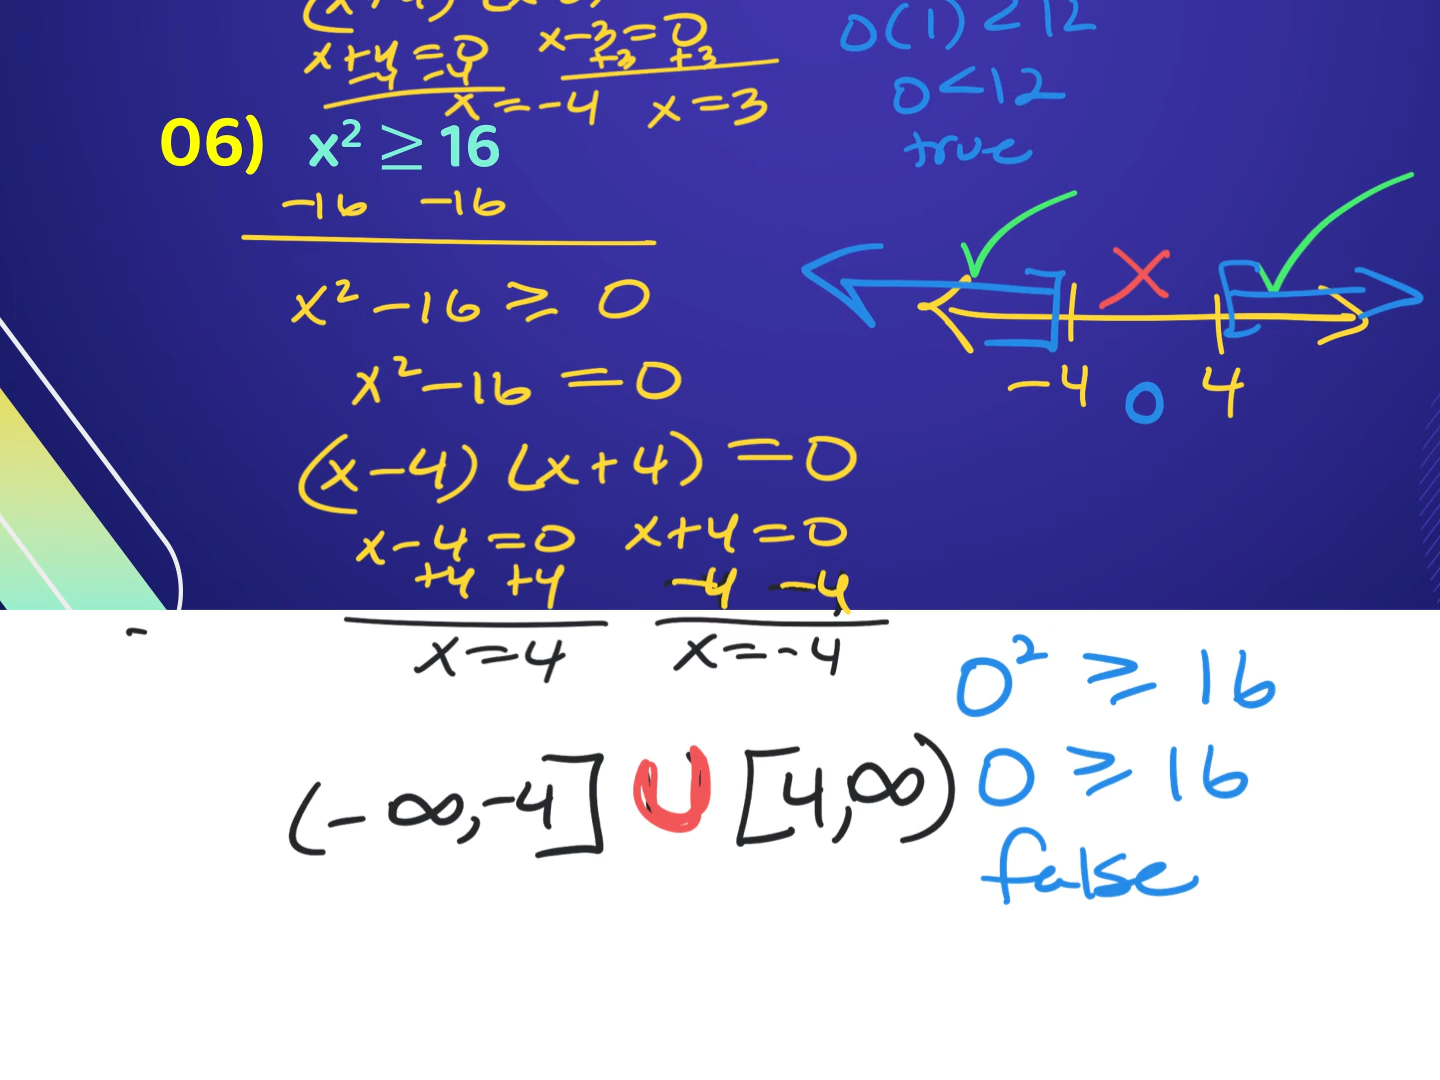 x+4=0 x-3=0
-4 =4 +3 +3
x=-4 x=3
0(1)<12
0<12
true
06) x² ≥ 16
-16 -16
x²-16 ≥ 0
x²-16=0
(x-4)(x+4)=0
x-4=0 x+4=0
+4 +4 -4 -4
x=4 x=-4
-4 0 4
0² ≥ 16
0 ≥ 16
false
(-∞,-4] U [4,∞)